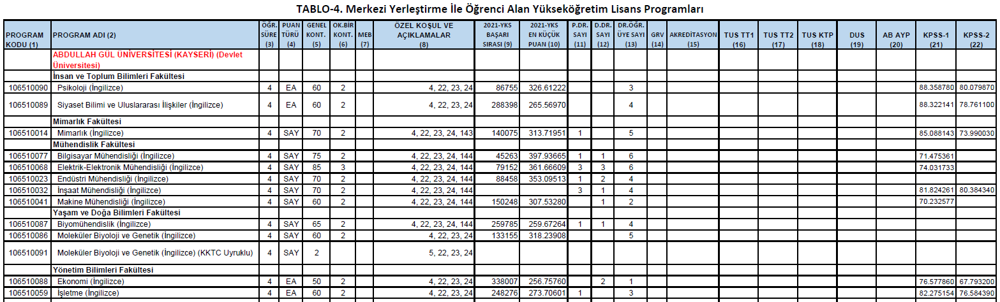 TABLO-4. Merkezi Yerleştirme İle Öğrenci Alan Yükseköğretim Lisans Programları
PROGRAM KODU (1) PROGRAM ADI (2) ÖĞR. SÜRE (3) PUAN TÜRÜ (4) GENEL KONT. (5) OK.BİR KONT. (6) MEB (7) ÖZEL KOŞUL VE AÇIKLAMALAR (8) 2021-YKS BAŞARI SIRASI (9) 2021-YKS EN KÜÇÜK PUAN (10) P.DR. SAYI (11) D.DR. SAYI (12) DR.ÖĞR. ÜYE SAYI (13) GRV (14) AKREDİTASYON (15) TUS TT1 (16) TUS TT2 (17) TUS KTP (18) DUS (19) AB AYP (20) KPSS-1 (21) KPSS-2 (22)
ABDULLAH GÜL ÜNİVERSİTESİ (KAYSERİ) (Devlet
Üniversitesi)
İnsan ve Toplum Bilimleri Fakültesi
106510090 Psikoloji (İngilizce) 4 EA 60 2 4, 22, 23, 24 86755 326.61222 3 88.358780 80.079870
106510089 Siyaset Bilimi ve Uluslararası İlişkiler (İngilizce) 4 EA 60 2 4, 22, 23, 24 288398 265.56970 4 88.322141 78.761100
Mimarlık Fakültesi
106510014 Mimarlık (İngilizce) 4 SAY 70 2 4, 22, 23, 24, 143 140075 313.71951 1 5 85.088143 73.990030
Mühendislik Fakültesi
106510077 Bilgisayar Mühendisliği (İngilizce) 4 SAY 75 2 4, 22, 23, 24, 144 45263 397.93665 1 1 6 71.475361
106510068 Elektrik-Elektronik Mühendisliği (İngilizce) 4 SAY 85 3 4, 22, 23, 24, 144 79152 361.66609 3 3 6 74.031733
106510023 Endüstri Mühendisliği (İngilizce) 4 SAY 70 2 4, 22, 23, 24, 144 88458 353.09513 1 2 4
106510032 İnşaat Mühendisliği (İngilizce) 4 SAY 70 2 4, 22, 23, 24, 144 3 1 4 81.824261 80.384340
106510041 Makine Mühendisliği (İngilizce) 4 SAY 60 2 4, 22, 23, 24, 144 150248 307.53280 1 2 70.232577
Yaşam ve Doğa Bilimleri Fakültesi
106510087 Biyomühendislik (İngilizce) 4 SAY 65 2 4, 22, 23, 24, 144 259785 259.67264 1 1 4
106510086 Moleküler Biyoloji ve Genetik (İngilizce) 4 SAY 60 2 4, 22, 23, 24 133155 318.23908 5
106510091 Moleküler Biyoloji ve Genetik (İngilizce) (KKTC Uyruklu) 4 SAY 2 5, 22, 23, 24
Yönetim Bilimleri Fakültesi
106510088 Ekonomi (İngilizce) 4 EA 50 2 4, 22, 23, 24 338007 256.75760 2 1 76.577860 67.793200
106510059 İşletme (İngilizce) 4 EA 60 2 4, 22, 23, 24 248276 273.70601 1 3 82.275154 76.584390